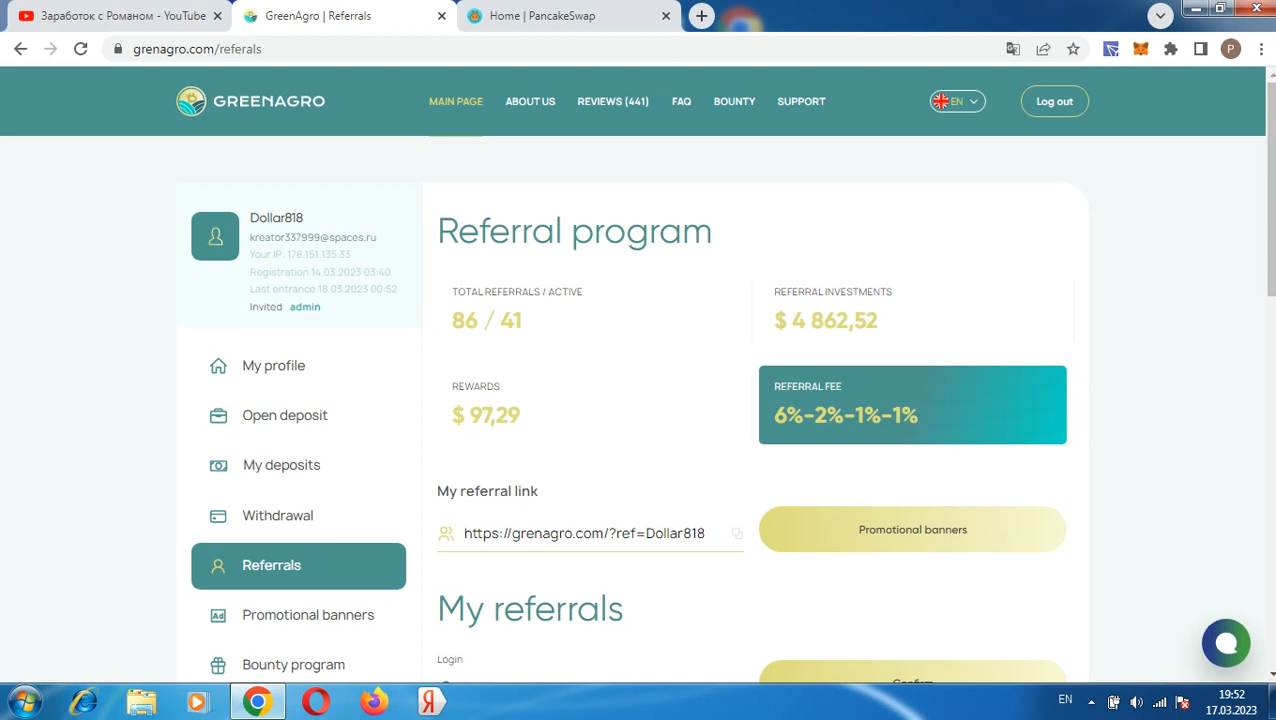 Заработок с Романом - YouTube
GreenAgro | Referrals
Home | PancakeSwap
grenagro.com/referals
P
GREENAGRO
MAIN PAGE
ABOUT US
REVIEWS (441)
FAQ
BOUNTY
SUPPORT
EN
Log out
Dollar818
kreator337999@spaces.ru
Your IP: 178.151.135.33
Registration 14.03.2023 03:40
Last entrance 18.03.2023 00:52
Invited admin
My profile
Open deposit
My deposits
Withdrawal
Referrals
Ad
Promotional banners
Bounty program
Referral program
TOTAL REFERRALS / ACTIVE
86 / 41
REFERRAL INVESTMENTS
$ 4 862,52
REWARDS
$ 97,29
REFERRAL FEE
6%-2%-1%-1%
My referral link
https://grenagro.com/?ref=Dollar818
Promotional banners
My referrals
Login
Confirm
EN
19:52
17.03.2023